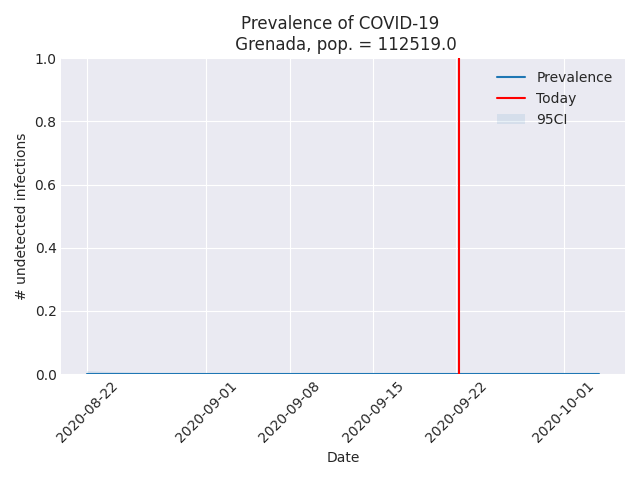 Prevalence of COVID-19
Grenada, pop. = 112519.0
1.0
0.8
0.6
0.4
0.2
0.0
# undetected infections
Prevalence
Today
95CI
2020-08-22
2020-09-01
2020-09-08
2020-09-15
2020-09-22
2020-10-01
Date